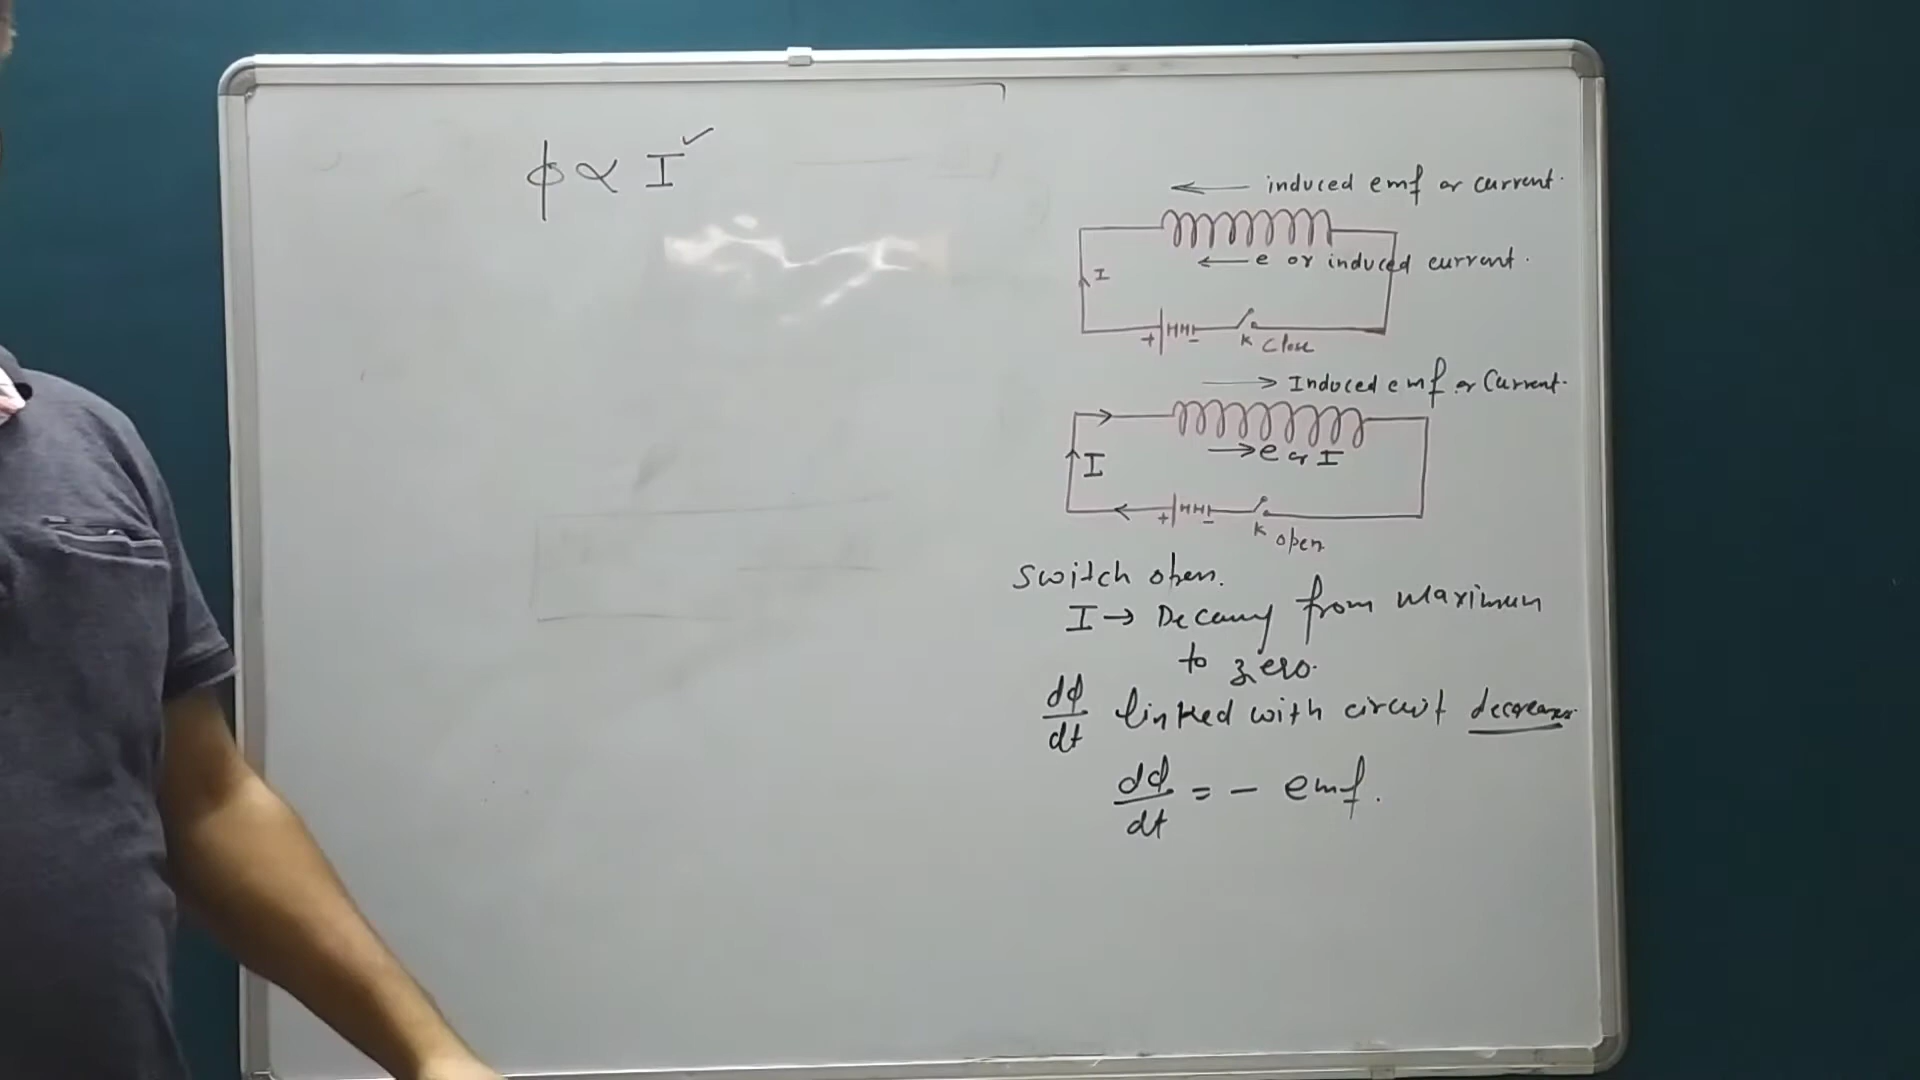 ϕ ∝ I ✓
← induced emf or current.
← e or induced current.
I
+ - K Close
→ Induced emf or Current.
→ e or I
I
+ - K open
Switch open.
I → Decay from Maximum
to zero.
dϕ/dt linked with circuit decreases.
dϕ/dt = - emf.